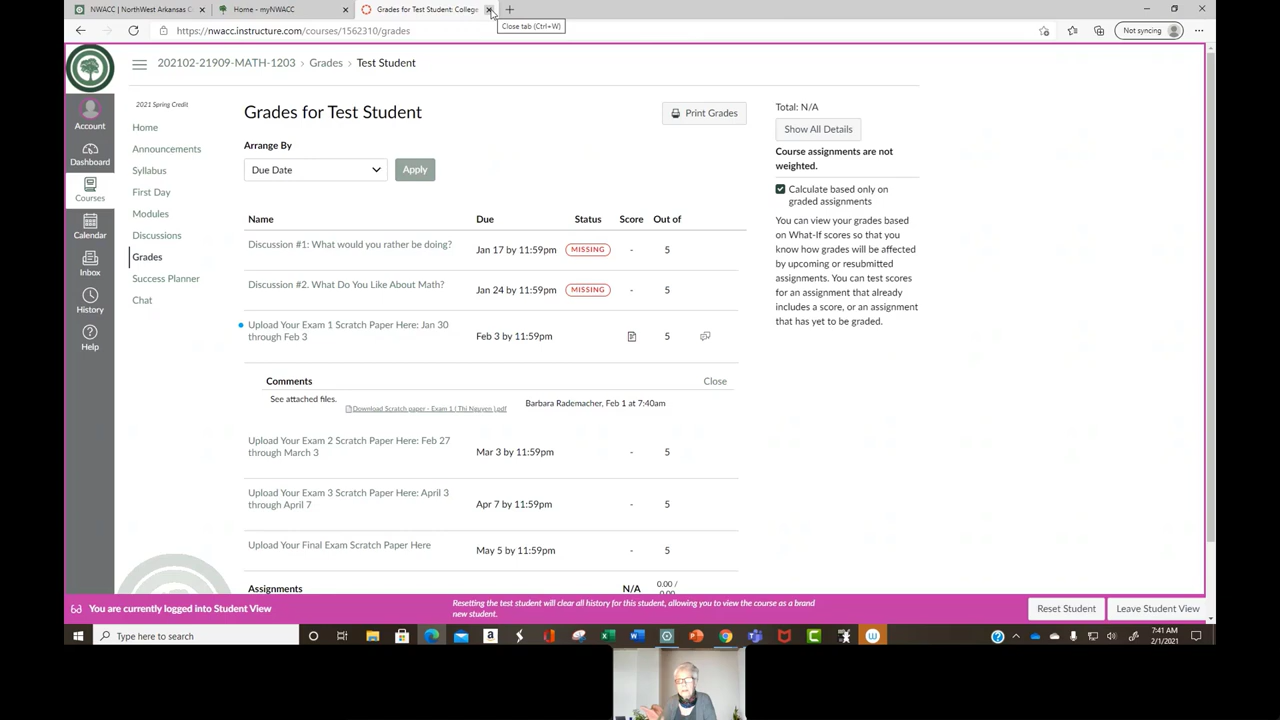 NWACC | NorthWest Arkansas C
Home - myNWACC
Grades for Test Student: College
Close tab (Ctrl+W)
https://nwacc.instructure.com/courses/1562310/grades
Not syncing
202102-21909-MATH-1203 > Grades > Test Student
Account
Dashboard
Courses
Calendar
Inbox
History
Help
2021 Spring Credit
Home
Announcements
Syllabus
First Day
Modules
Discussions
Grades
Success Planner
Chat
Grades for Test Student
Print Grades
Arrange By
Due Date
Apply
Name Due Status Score Out of
Discussion #1: What would you rather be doing? Jan 17 by 11:59pm MISSING - 5
Discussion #2. What Do You Like About Math? Jan 24 by 11:59pm MISSING - 5
Upload Your Exam 1 Scratch Paper Here: Jan 30
through Feb 3
Feb 3 by 11:59pm 5
Comments Close
See attached files.
Download Scratch paper - Exam 1 ( Thi Nguyen ).pdf
Barbara Rademacher, Feb 1 at 7:40am
Upload Your Exam 2 Scratch Paper Here: Feb 27
through March 3
Mar 3 by 11:59pm - 5
Upload Your Exam 3 Scratch Paper Here: April 3
through April 7
Apr 7 by 11:59pm - 5
Upload Your Final Exam Scratch Paper Here May 5 by 11:59pm - 5
Assignments N/A 0.00 /
0.00
Total: N/A
Show All Details
Course assignments are not
weighted.
Calculate based only on
graded assignments
You can view your grades based
on What-If scores so that you
know how grades will be affected
by upcoming or resubmitted
assignments. You can test scores
for an assignment that already
includes a score, or an assignment
that has yet to be graded.
You are currently logged into Student View
Resetting the test student will clear all history for this student, allowing you to view the course as a brand
new student.
Reset Student
Leave Student View
Type here to search
7:41 AM
2/1/2021